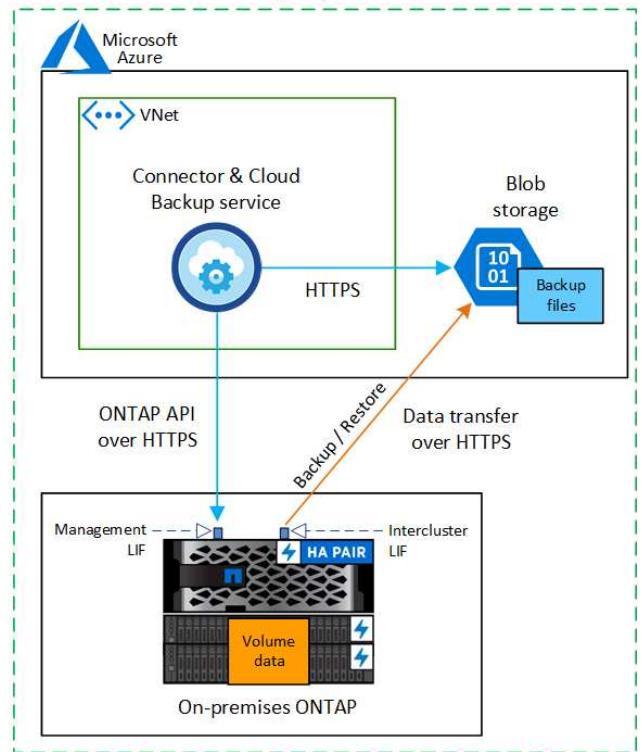 Microsoft
Azure
VNet
Connector & Cloud
Backup service
Blob
storage
10
01
Backup
files
HTTPS
ONTAP API
over HTTPS
Backup / Restore
Data transfer
over HTTPS
Management
LIF
Intercluster
LIF
HA PAIR
Volume
data
On-premises ONTAP